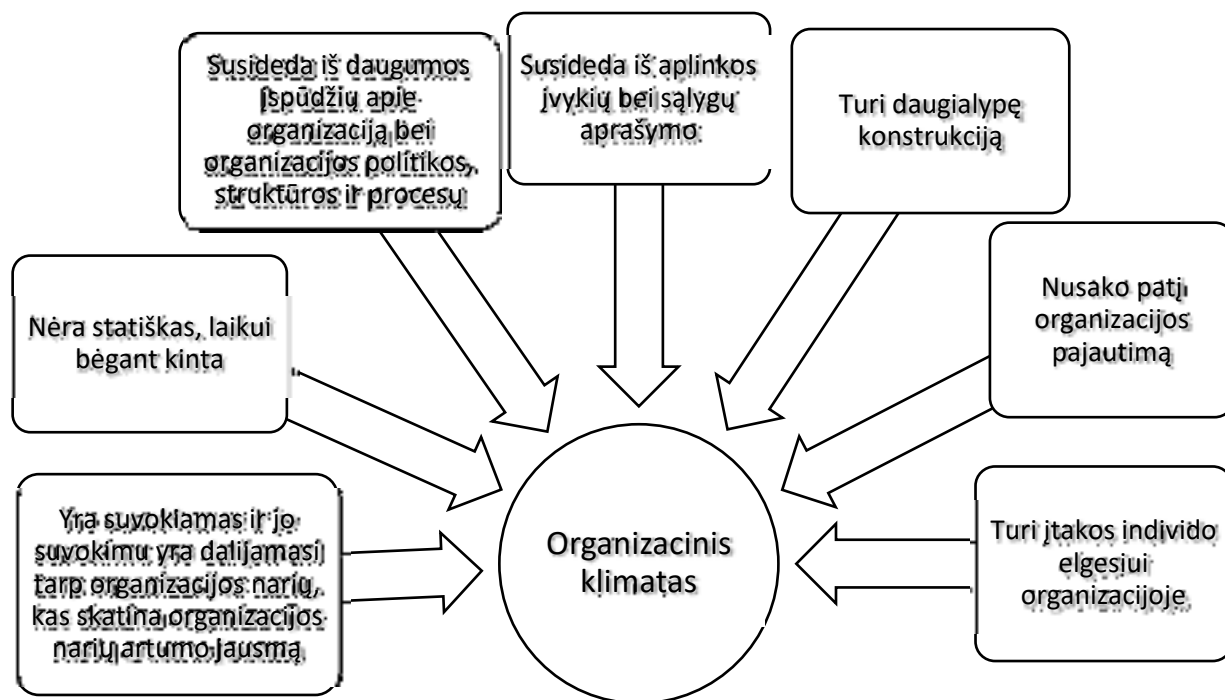 Susideda iš daugumos
įspūdžių apie
organizaciją bei
organizacijos politikos,
struktūros ir procesų
Susideda iš aplinkos
įvykių bei sąlygų
aprašymo
Turi daugialypę
konstrukciją
Nėra statiškas, laikui
bėgant kinta
Nusako patį
organizacijos
pajautimą
Yra suvokiamas ir jo
suvokimu yra dalijamasi
tarp organizacijos narių,
kas skatina organizacijos
narių artumo jausmą
Organizacinis
klimatas
Turi įtakos individo
elgesiui
organizacijoje